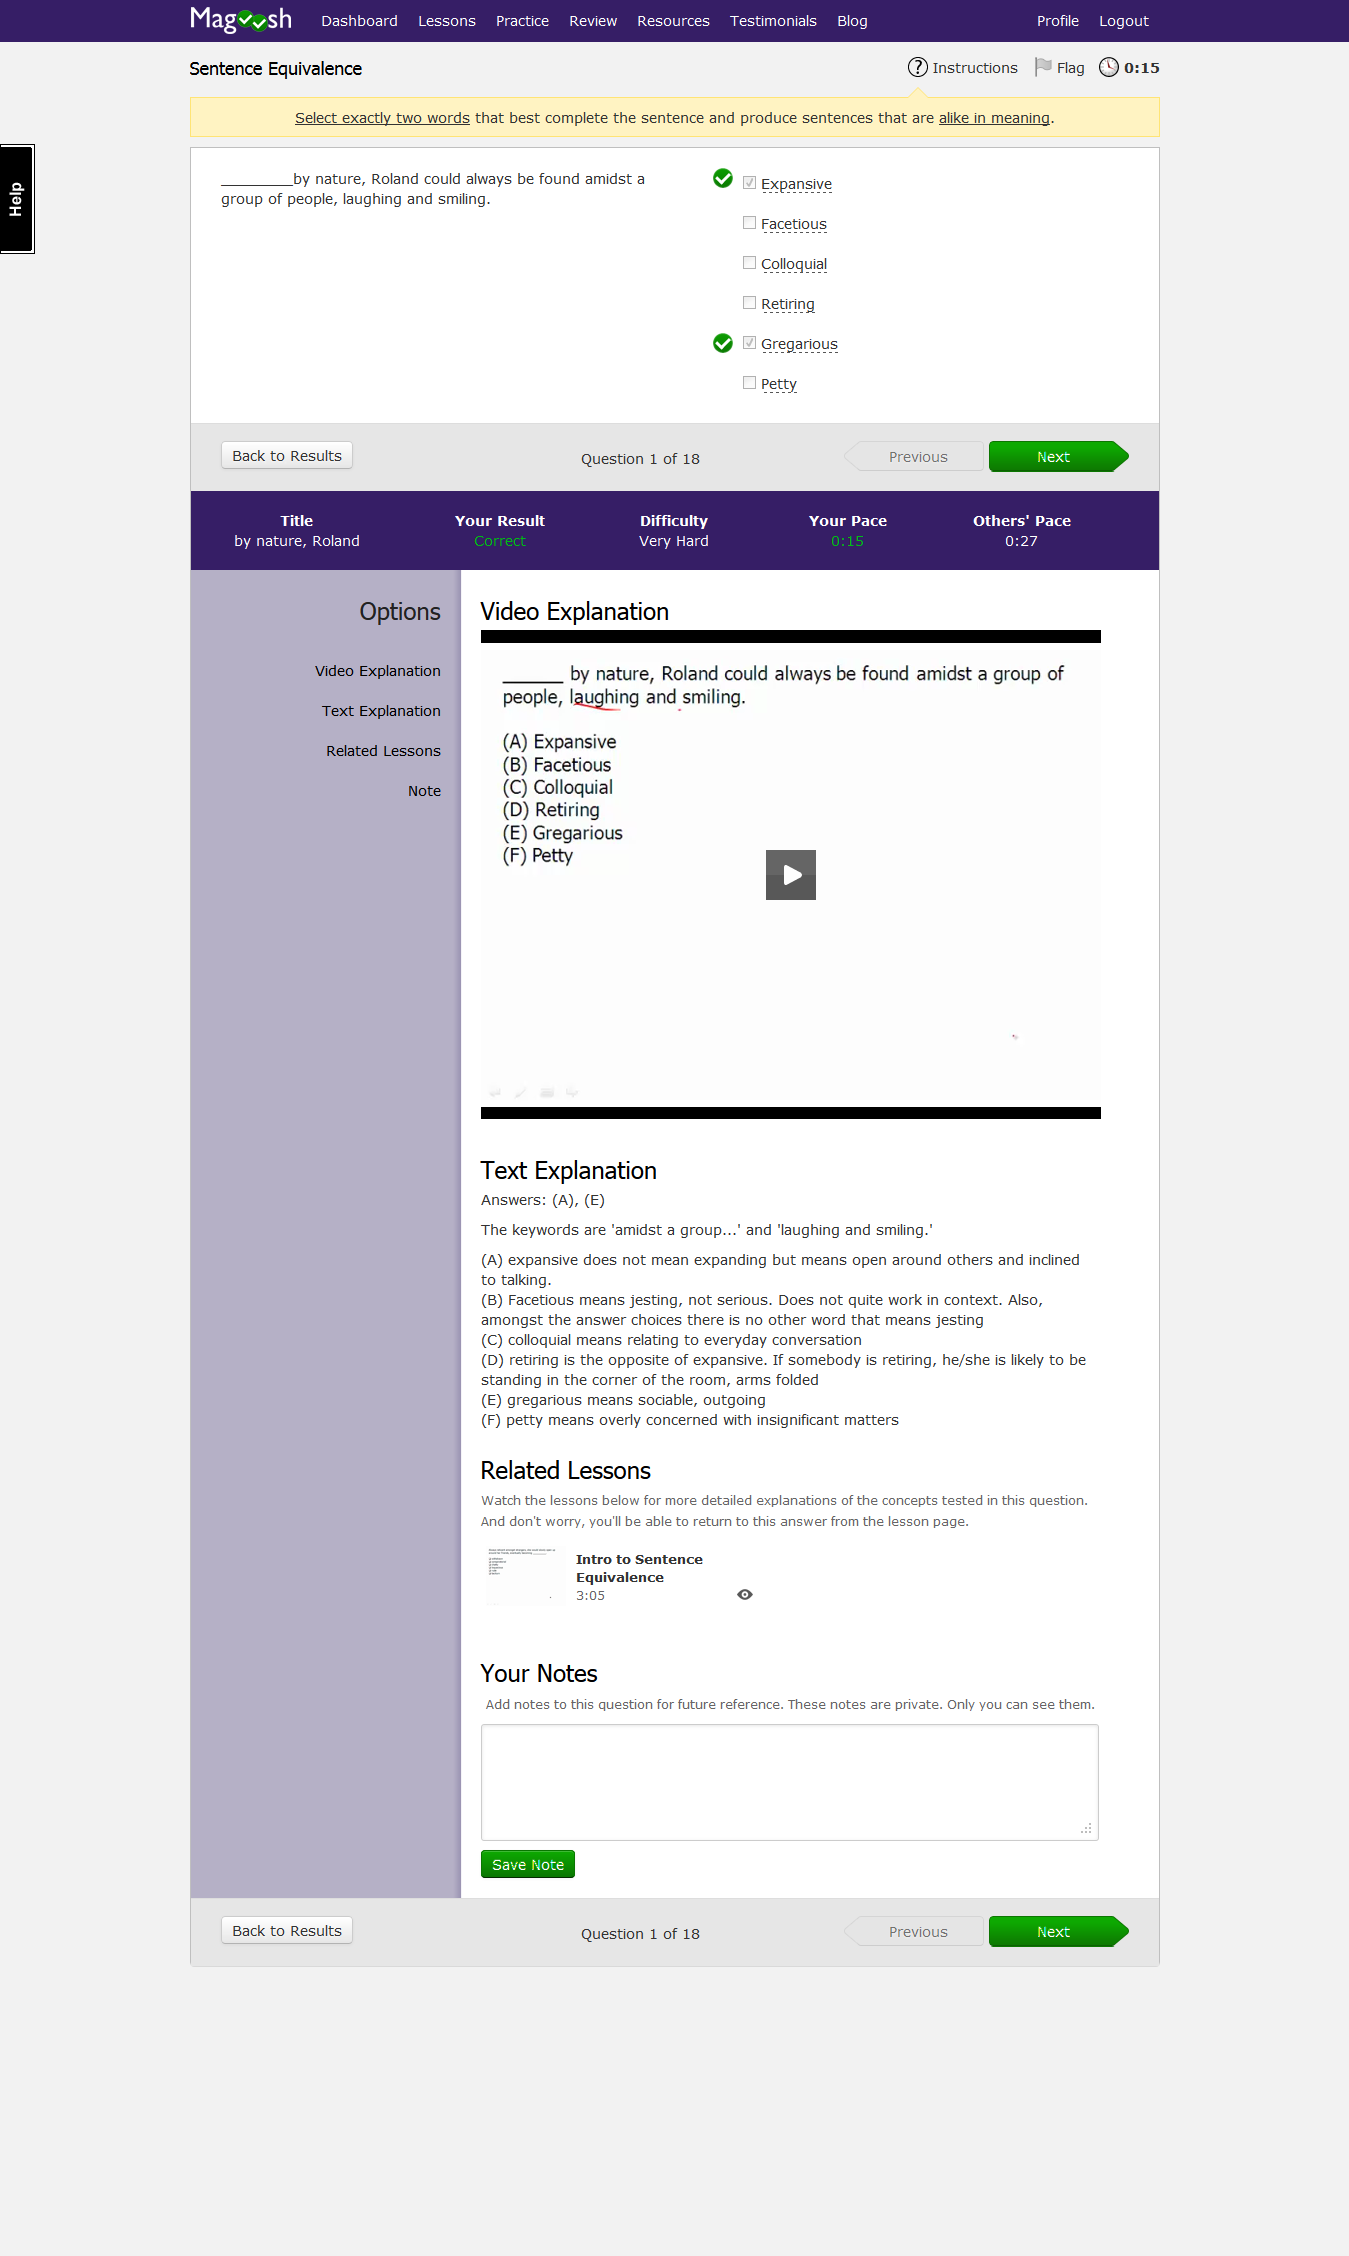 Magoosh Dashboard Lessons Practice Review Resources Testimonials Blog Profile Logout
Sentence Equivalence
Instructions Flag 0:15
Select exactly two words that best complete the sentence and produce sentences that are alike in meaning.
Help
_________by nature, Roland could always be found amidst a
group of people, laughing and smiling.
Expansive
Facetious
Colloquial
Retiring
Gregarious
Petty
Back to Results Question 1 of 18 Previous Next
Title Your Result Difficulty Your Pace Others' Pace
by nature, Roland Correct Very Hard 0:15 0:27
Options
Video Explanation
Text Explanation
Related Lessons
Note
Video Explanation
______ by nature, Roland could always be found amidst a group of
people, laughing and smiling.
(A) Expansive
(B) Facetious
(C) Colloquial
(D) Retiring
(E) Gregarious
(F) Petty
Text Explanation
Answers: (A), (E)
The keywords are 'amidst a group...' and 'laughing and smiling.'
(A) expansive does not mean expanding but means open around others and inclined
to talking.
(B) Facetious means jesting, not serious. Does not quite work in context. Also,
amongst the answer choices there is no other word that means jesting
(C) colloquial means relating to everyday conversation
(D) retiring is the opposite of expansive. If somebody is retiring, he/she is likely to be
standing in the corner of the room, arms folded
(E) gregarious means sociable, outgoing
(F) petty means overly concerned with insignificant matters
Related Lessons
Watch the lessons below for more detailed explanations of the concepts tested in this question.
And don't worry, you'll be able to return to this answer from the lesson page.
Intro to Sentence
Equivalence
3:05
Your Notes
Add notes to this question for future reference. These notes are private. Only you can see them.
Save Note
Back to Results Question 1 of 18 Previous Next